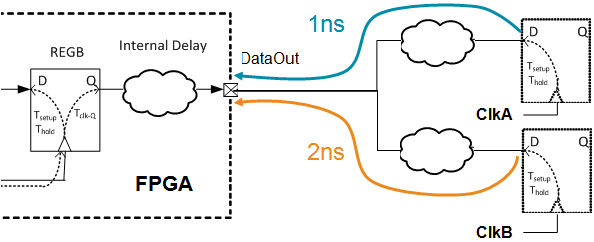 1ns
REGB
Internal Delay
DataOut
D
Q
D
Q
Tsetup
Thold
Tsetup
Thold
Tclk-Q
ClkA
FPGA
2ns
D
Q
Tsetup
Thold
ClkB